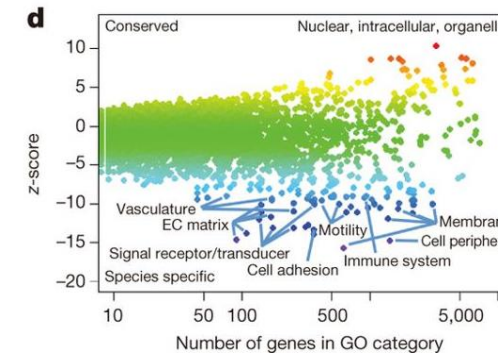 d
Conserved
Nuclear, intracellular, organell
z-score
10
5
0
−5
−10
−15
−20
Vasculature
EC matrix
Signal receptor/transducer
Species specific
Cell adhesion
Motility
Immune system
Membran
Cell periphe
10
50
100
500
5,000
Number of genes in GO category